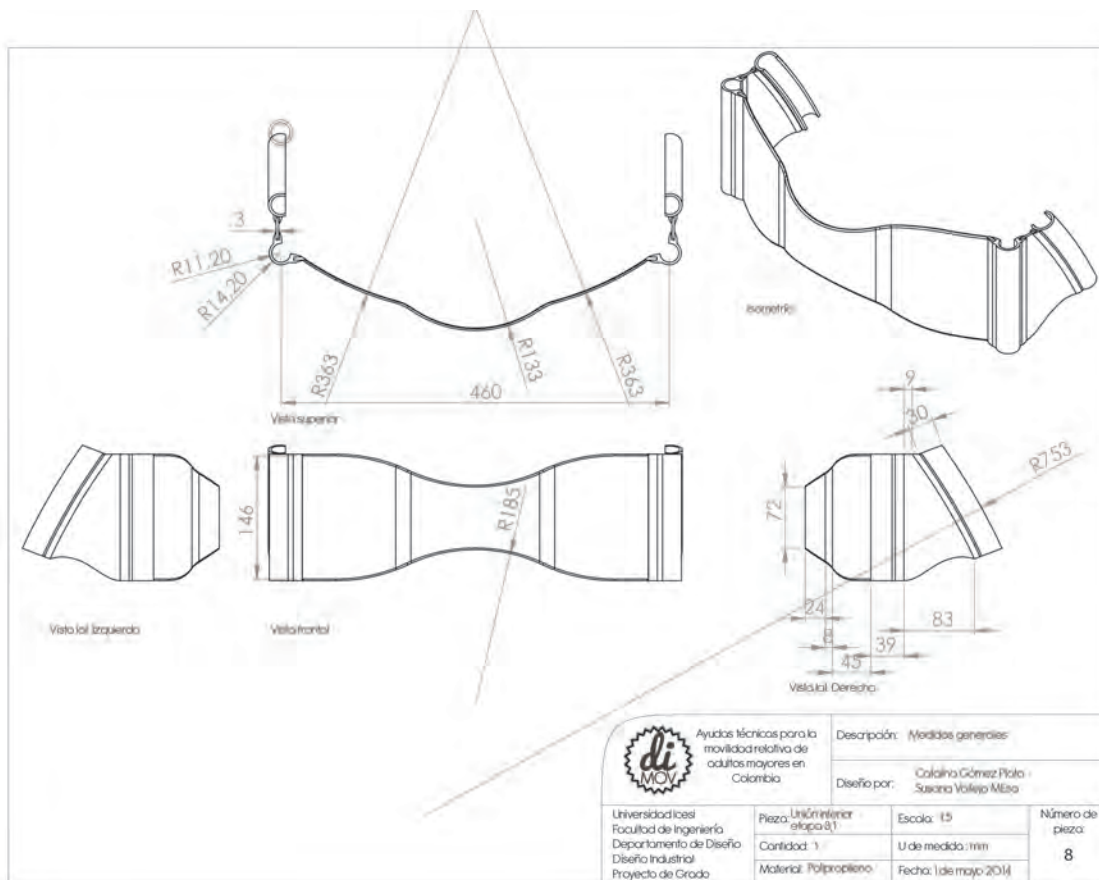 3
R11,20
R14,20
R363
R133
R363
460
Vista superior
Isometría
9
30
R753
146
R185
72
24
8
45
39
83
Vista lat. Izquierda
Vista frontal
Vista lat. Derecha
di
MOV
Ayudas técnicas para la
movilidad relativa de
adultos mayores en
Colombia
Descripción: Medidas generales
Diseño por:
Catalina Gómez Plata
Susana Vallejo Mesa
Universidad Icesi
Facultad de Ingeniería
Departamento de Diseño
Diseño Industrial
Proyecto de Grado
Pieza: Unión inferior
etapa
Cantidad: 1
Material: Polipropileno
Escala: 1:5
U de medida: mm
Fecha: 1 de mayo 2014
Número de
pieza:
8